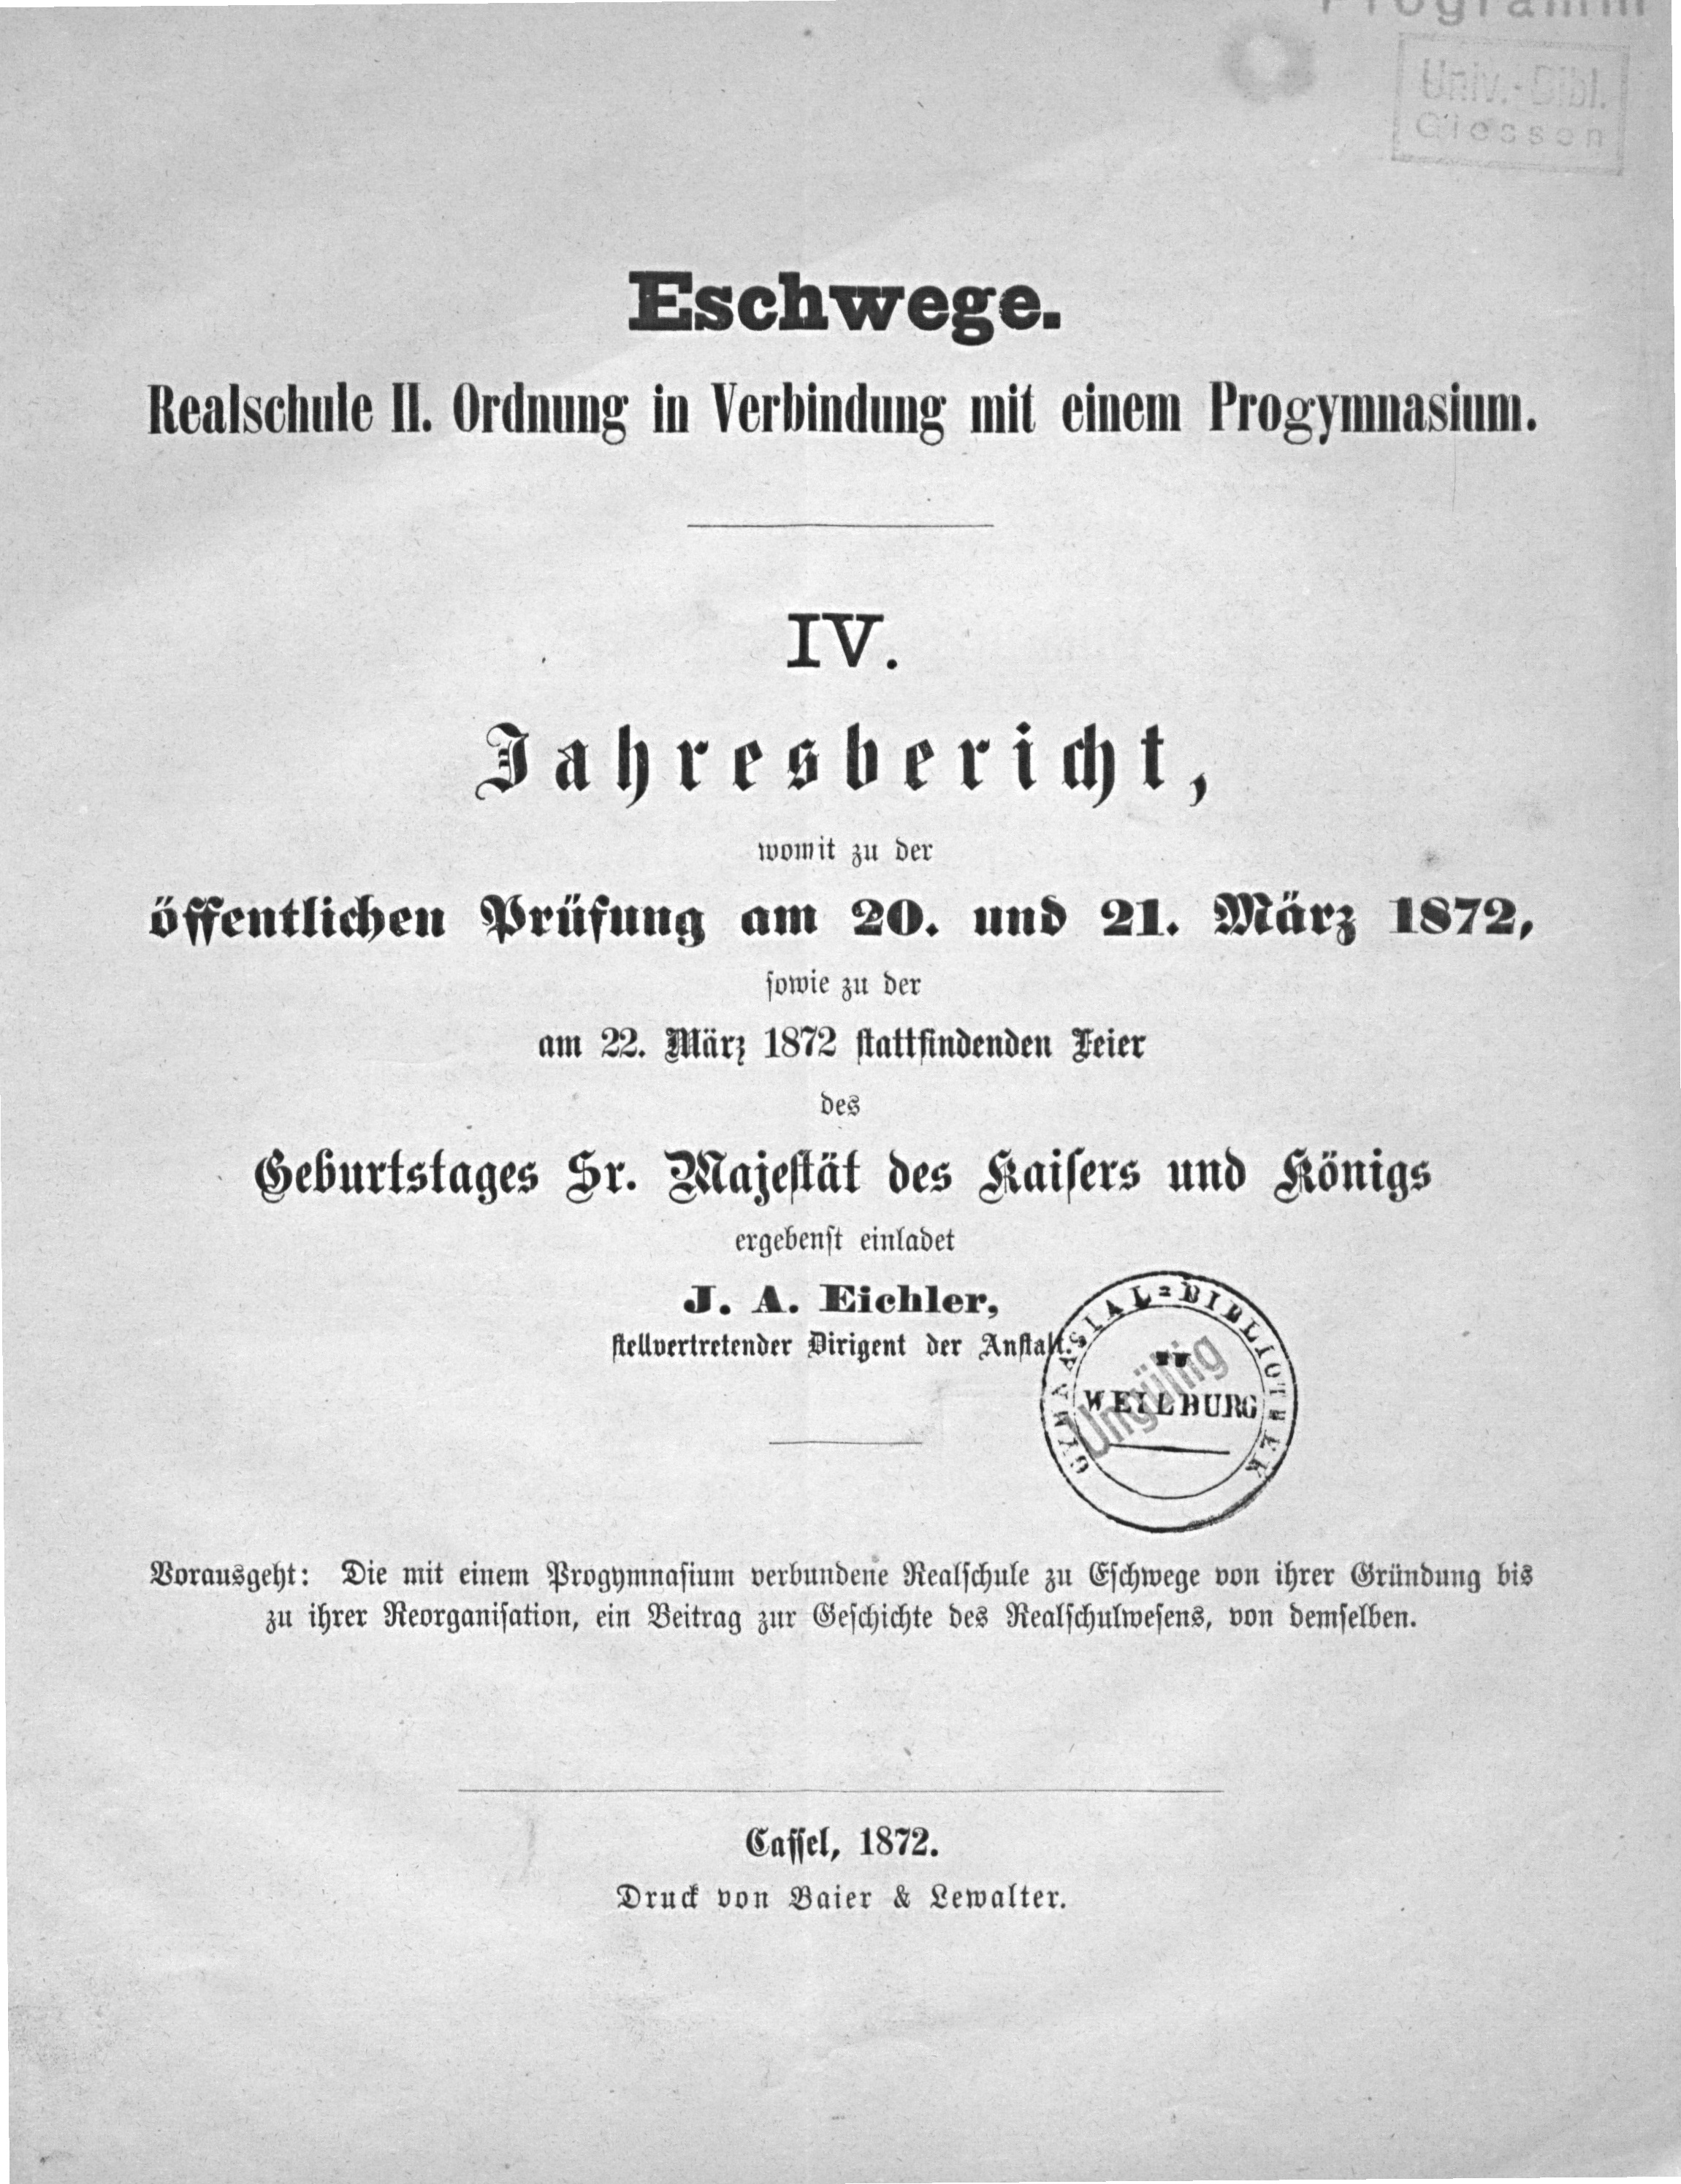 Programm
Univ.-Bibl.
Giessen
Eschwege.
Realschule II. Ordnung in Verbindung mit einem Progymnasium.
IV.
Jahresbericht,
womit zu der
öffentlichen Prüfung am 20. und 21. März 1872,
sowie zu der
am 22. März 1872 stattfindenden Feier
des
Geburtstages Sr. Majestät des Kaisers und Königs
ergebenst einladet
J. A. Eichler,
stellvertretender Dirigent der Anstalt.
GYMNASIAL-BIBLIOTHEK
WEILBURG
Ungültig
Vorausgeht: Die mit einem Progymnasium verbundene Realschule zu Eschwege von ihrer Gründung bis
zu ihrer Reorganisation, ein Beitrag zur Geschichte des Realschulwesens, von demselben.
Cassel, 1872.
Druck von Baier & Lewalter.